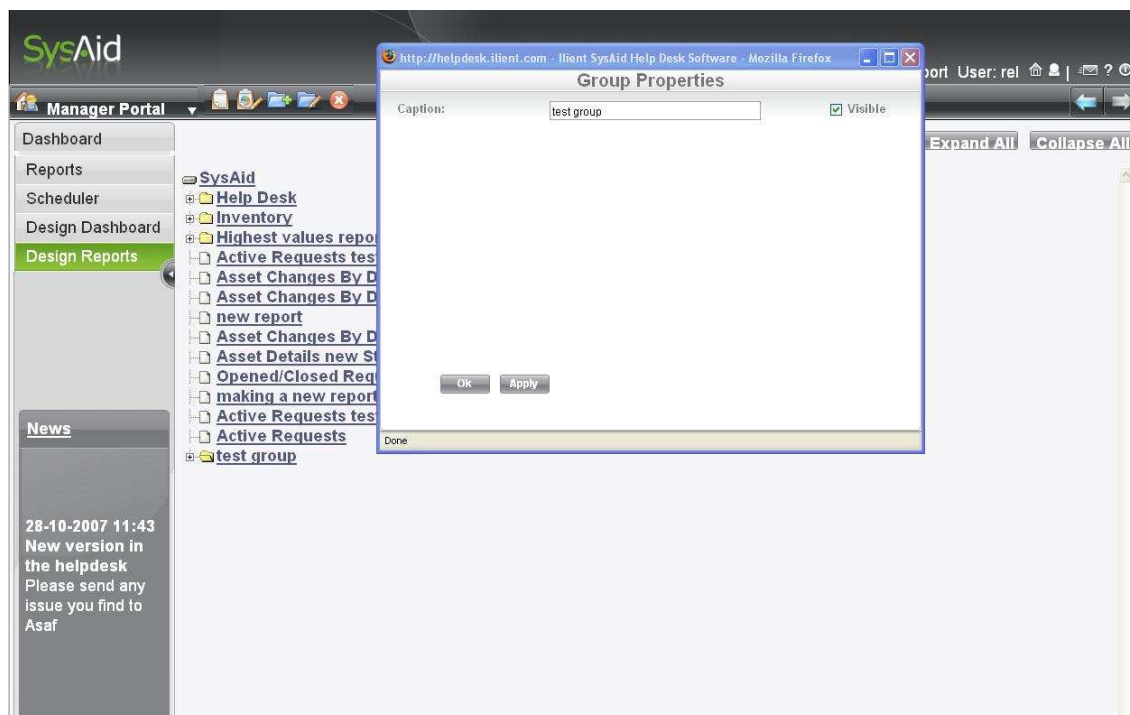 SysAid
http://helpdesk.ilient.com - Ilient SysAid Help Desk Software - Mozilla Firefox
Group Properties
Caption:
test group
Visible
Ok
Apply
Done
port User: rel
Manager Portal
Expand All
Collapse All
Dashboard
Reports
Scheduler
Design Dashboard
Design Reports
SysAid
Help Desk
Inventory
Highest values repor
Active Requests tes
Asset Changes By D
Asset Changes By D
new report
Asset Changes By D
Asset Details new St
Opened/Closed Requ
making a new report
Active Requests tes
Active Requests
test group
News
28-10-2007 11:43
New version in
the helpdesk
Please send any
issue you find to
Asaf